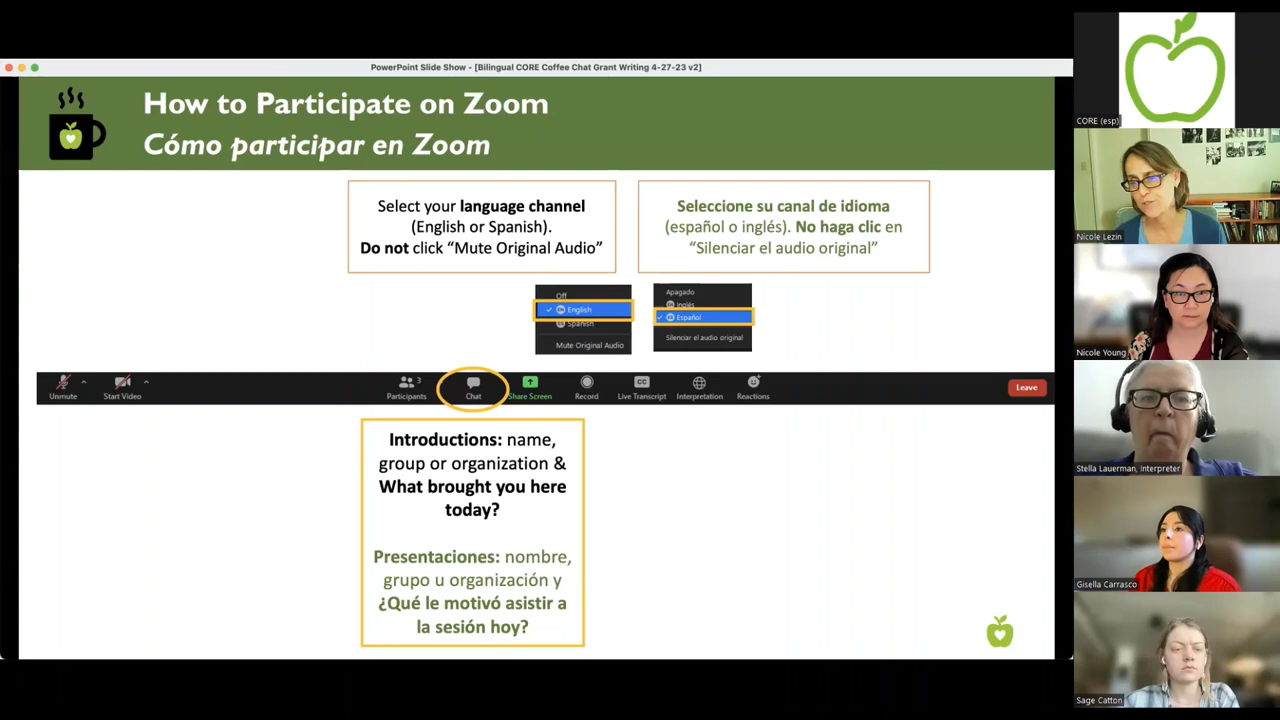 PowerPoint Slide Show - [Bilingual CORE Coffee Chat Grant Writing 4-27-23 v2]
How to Participate on Zoom
Cómo participar en Zoom
Select your language channel
(English or Spanish).
Do not click “Mute Original Audio”
Seleccione su canal de idioma
(español o inglés). No haga clic en
“Silenciar el audio original”
Off
English
Spanish
Mute Original Audio
Apagado
Inglés
Español
Silenciar el audio original
Unmute
Start Video
Participants
3
Chat
Share Screen
Record
CC
Live Transcript
Interpretation
Reactions
Leave
Introductions: name,
group or organization &
What brought you here
today?
Presentaciones: nombre,
grupo u organización y
¿Qué le motivó asistir a
la sesión hoy?
CORE (esp)
Nicole Lezin
Nicole Young
Stella Lauerman, Interpreter
Gisella Carrasco
Sage Catton